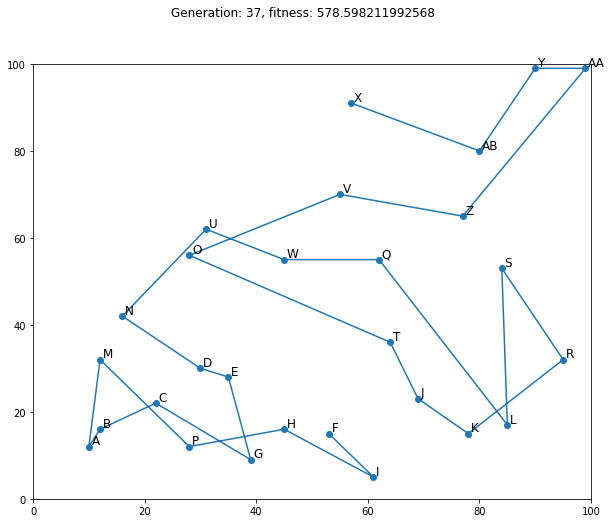 Generation: 37, fitness: 578.598211992568
100
Y
AA
X
80
AB
V
Z
U
60
O
W
Q
S
N
40
T
M
R
D
E
J
20
C
B
H
F
K
L
A
P
G
I
0
0
20
40
60
80
100